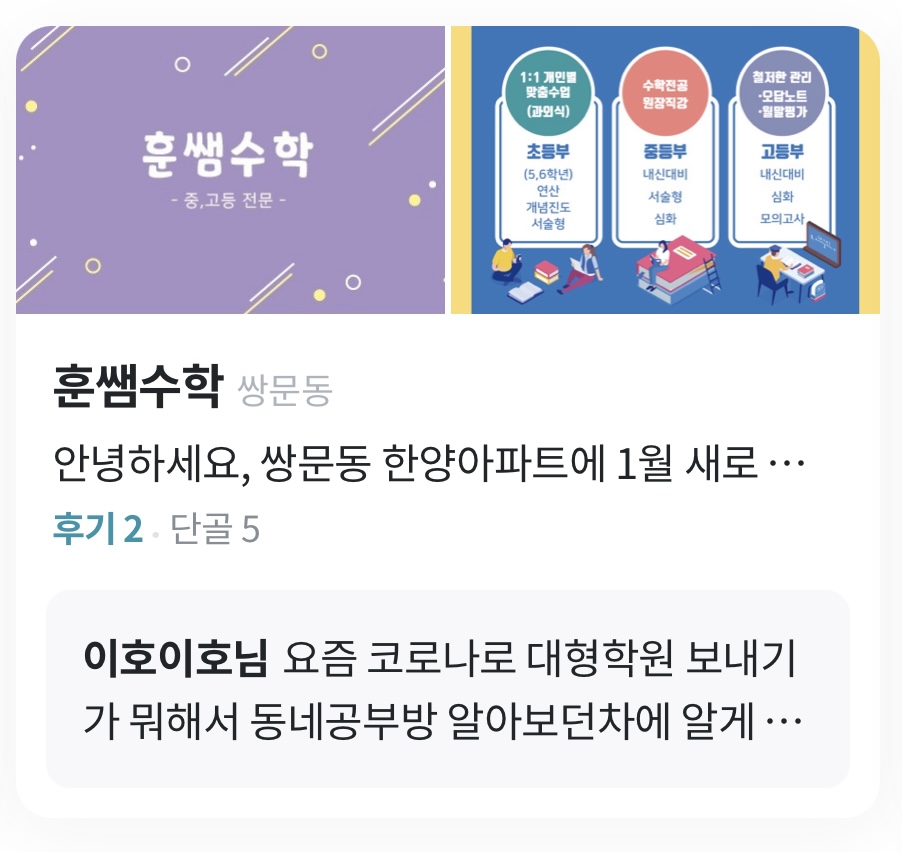 훈쌤수학
- 중,고등 전문 -
1:1 개인별
맞춤수업
(과외식)
초등부
(5,6학년)
연산
개념진도
서술형
수학전공
원장직강
중등부
내신대비
서술형
심화
철저한 관리
·오답노트
·월말평가
고등부
내신대비
심화
모의고사
훈쌤수학 쌍문동
안녕하세요, 쌍문동 한양아파트에 1월 새로 …
후기 2 · 단골 5
이호이호님 요즘 코로나로 대형학원 보내기
가 뭐해서 동네공부방 알아보던차에 알게 …